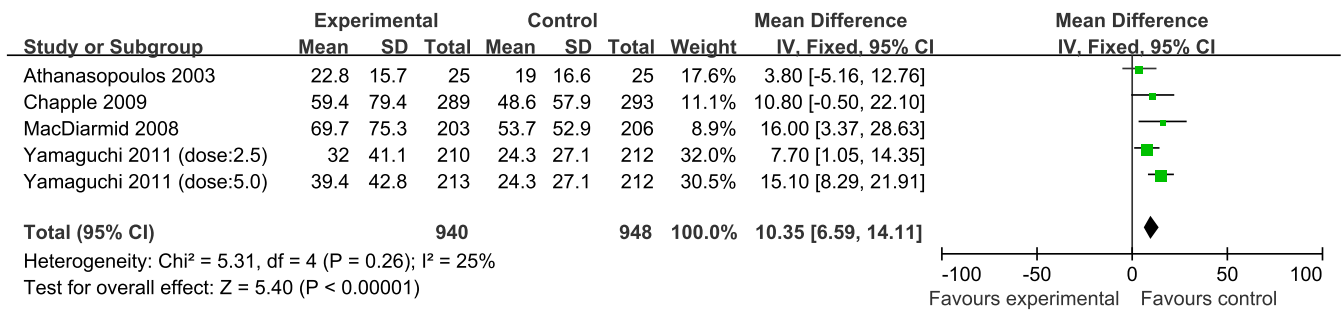 Experimental Control Mean Difference Mean Difference
Study or Subgroup Mean SD Total Mean SD Total Weight IV, Fixed, 95% CI IV, Fixed, 95% CI
Athanasopoulos 2003 22.8 15.7 25 19 16.6 25 17.6% 3.80 [-5.16, 12.76]
Chapple 2009 59.4 79.4 289 48.6 57.9 293 11.1% 10.80 [-0.50, 22.10]
MacDiarmid 2008 69.7 75.3 203 53.7 52.9 206 8.9% 16.00 [3.37, 28.63]
Yamaguchi 2011 (dose:2.5) 32 41.1 210 24.3 27.1 212 32.0% 7.70 [1.05, 14.35]
Yamaguchi 2011 (dose:5.0) 39.4 42.8 213 24.3 27.1 212 30.5% 15.10 [8.29, 21.91]
Total (95% CI) 940 948 100.0% 10.35 [6.59, 14.11]
Heterogeneity: Chi² = 5.31, df = 4 (P = 0.26); I² = 25%
Test for overall effect: Z = 5.40 (P < 0.00001)
-100 -50 0 50 100
Favours experimental Favours control